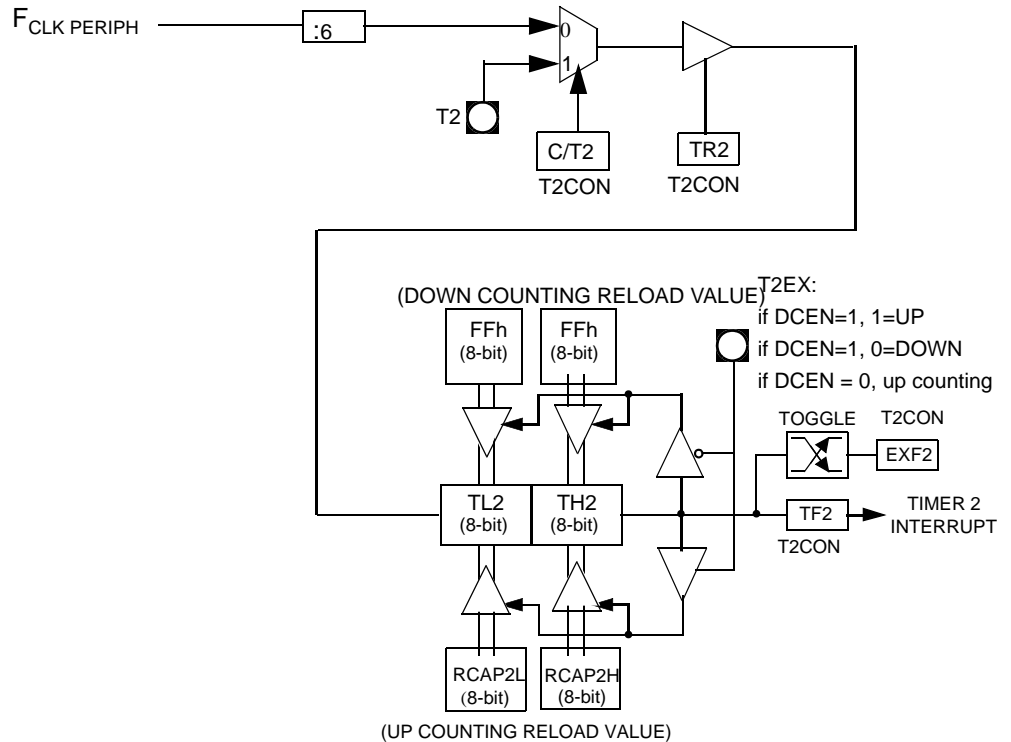 FCLK PERIPH
:6
0
1
T2
C/T2
TR2
T2CON
T2CON
T2EX:
(DOWN COUNTING RELOAD VALUE)
if DCEN=1, 1=UP
if DCEN=1, 0=DOWN
if DCEN = 0, up counting
FFh
(8-bit)
FFh
(8-bit)
TOGGLE
T2CON
EXF2
TL2
(8-bit)
TH2
(8-bit)
TF2
TIMER 2
INTERRUPT
T2CON
RCAP2L
(8-bit)
RCAP2H
(8-bit)
(UP COUNTING RELOAD VALUE)